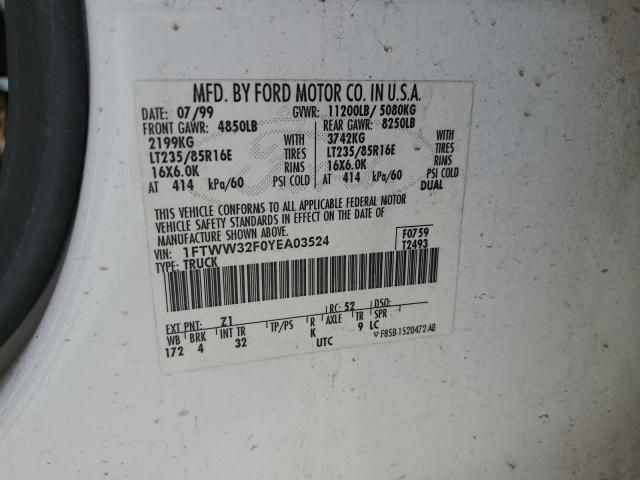 MFD. BY FORD MOTOR CO. IN U.S.A.
DATE: 07/99 GVWR: 11200LB/ 5080KG
FRONT GAWR: 4850LB REAR GAWR: 8250LB
2199KG WITH 3742KG WITH
LT235/85R16E TIRES LT235/85R16E TIRES
16X6.0K RIMS 16X6.0K RIMS
AT 414 kPa/60 PSI COLD AT 414 kPa/60 PSI COLD
DUAL
THIS VEHICLE CONFORMS TO ALL APPLICABLE FEDERAL MOTOR
VEHICLE SAFETY STANDARDS IN EFFECT ON THE DATE OF
MANUFACTURE SHOWN ABOVE.
VIN: 1FTWW32F0YEA03524 F0759
TYPE: TRUCK T2493
EXT PNT: Z1 RC: 52 DSO:
WB BRK INT TR TP/PS R AXLE TR SPR
172 4 32 K 9 LC
UTC ▽ F85B-1520472-AB